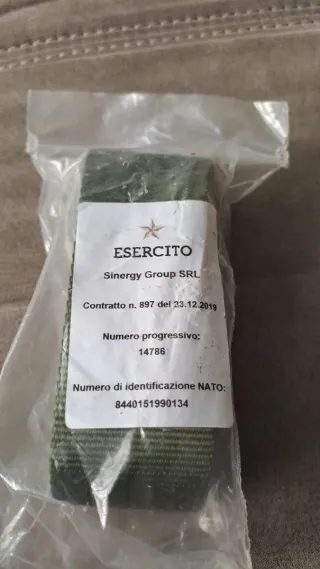 ESERCITO
Sinergy Group SRL
Contratto n. 897 del 23.12.2019
Numero progressivo:
14786
Numero di identificazione NATO:
8440151990134